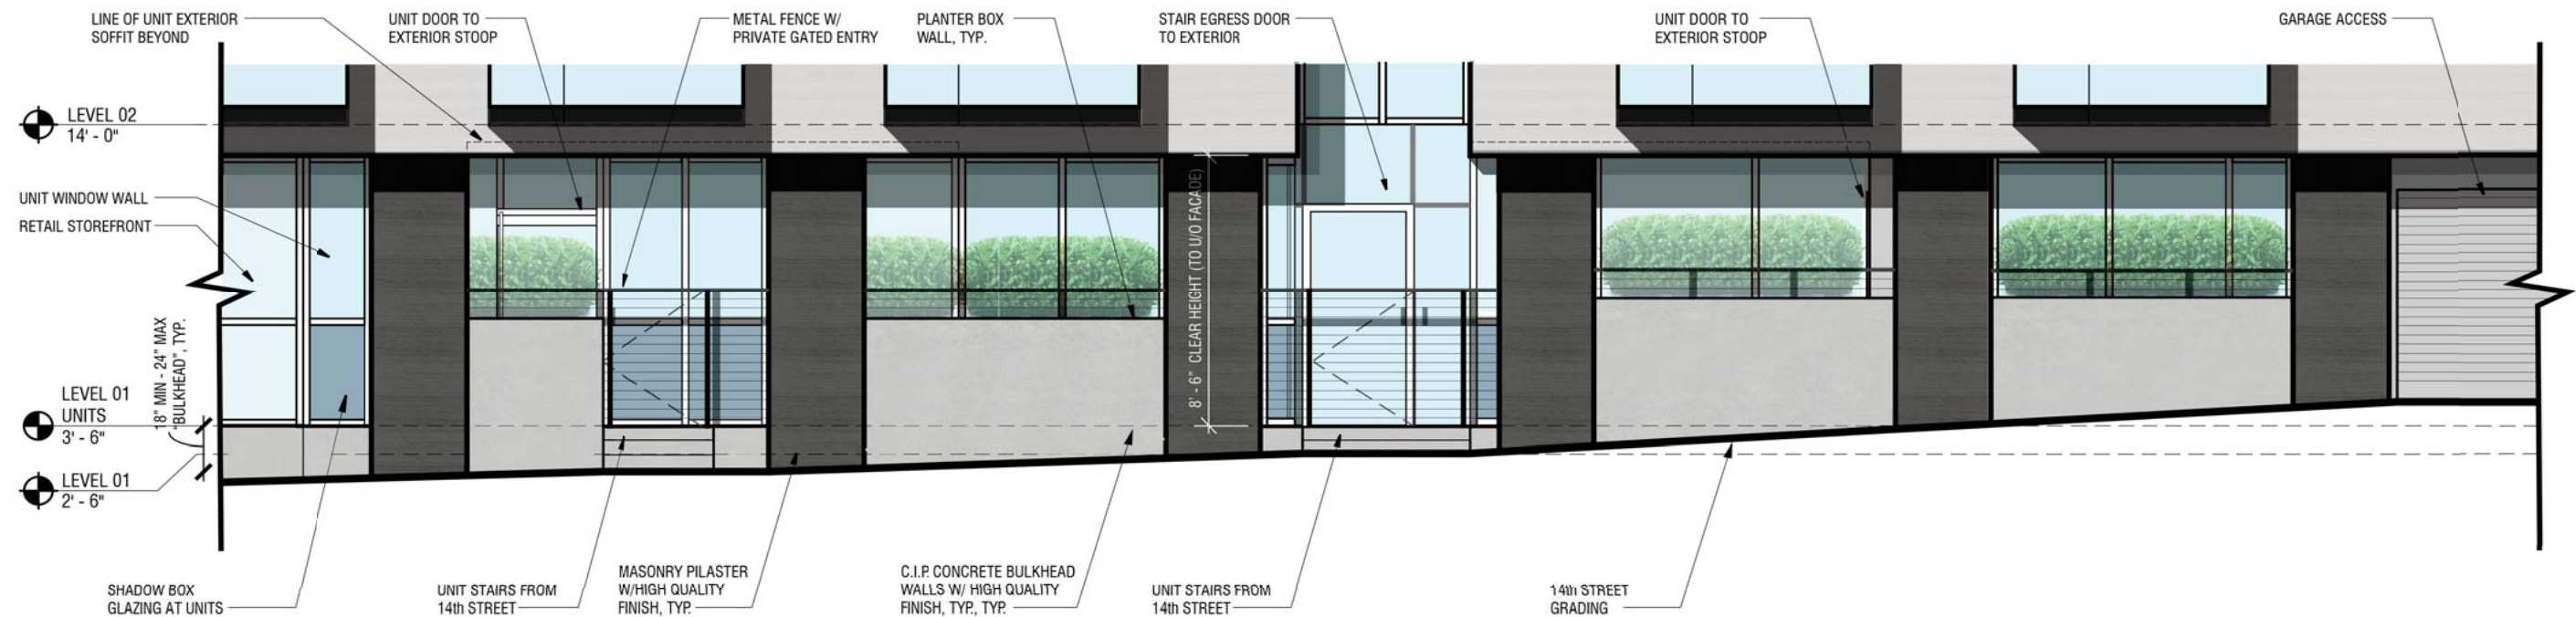 LINE OF UNIT EXTERIOR
SOFFIT BEYOND
UNIT DOOR TO
EXTERIOR STOOP
METAL FENCE W/
PRIVATE GATED ENTRY
PLANTER BOX
WALL, TYP.
STAIR EGRESS DOOR
TO EXTERIOR
UNIT DOOR TO
EXTERIOR STOOP
GARAGE ACCESS
LEVEL 02
14' - 0"
UNIT WINDOW WALL
RETAIL STOREFRONT
18" MIN - 24" MAX
"BULKHEAD", TYP.
8' - 6" CLEAR HEIGHT (TO U/O FACADE)
LEVEL 01
UNITS
3' - 6"
LEVEL 01
2' - 6"
SHADOW BOX
GLAZING AT UNITS
UNIT STAIRS FROM
14th STREET
MASONRY PILASTER
W/HIGH QUALITY
FINISH, TYP.
C.I.P. CONCRETE BULKHEAD
WALLS W/ HIGH QUALITY
FINISH, TYP., TYP.
UNIT STAIRS FROM
14th STREET
14th STREET
GRADING